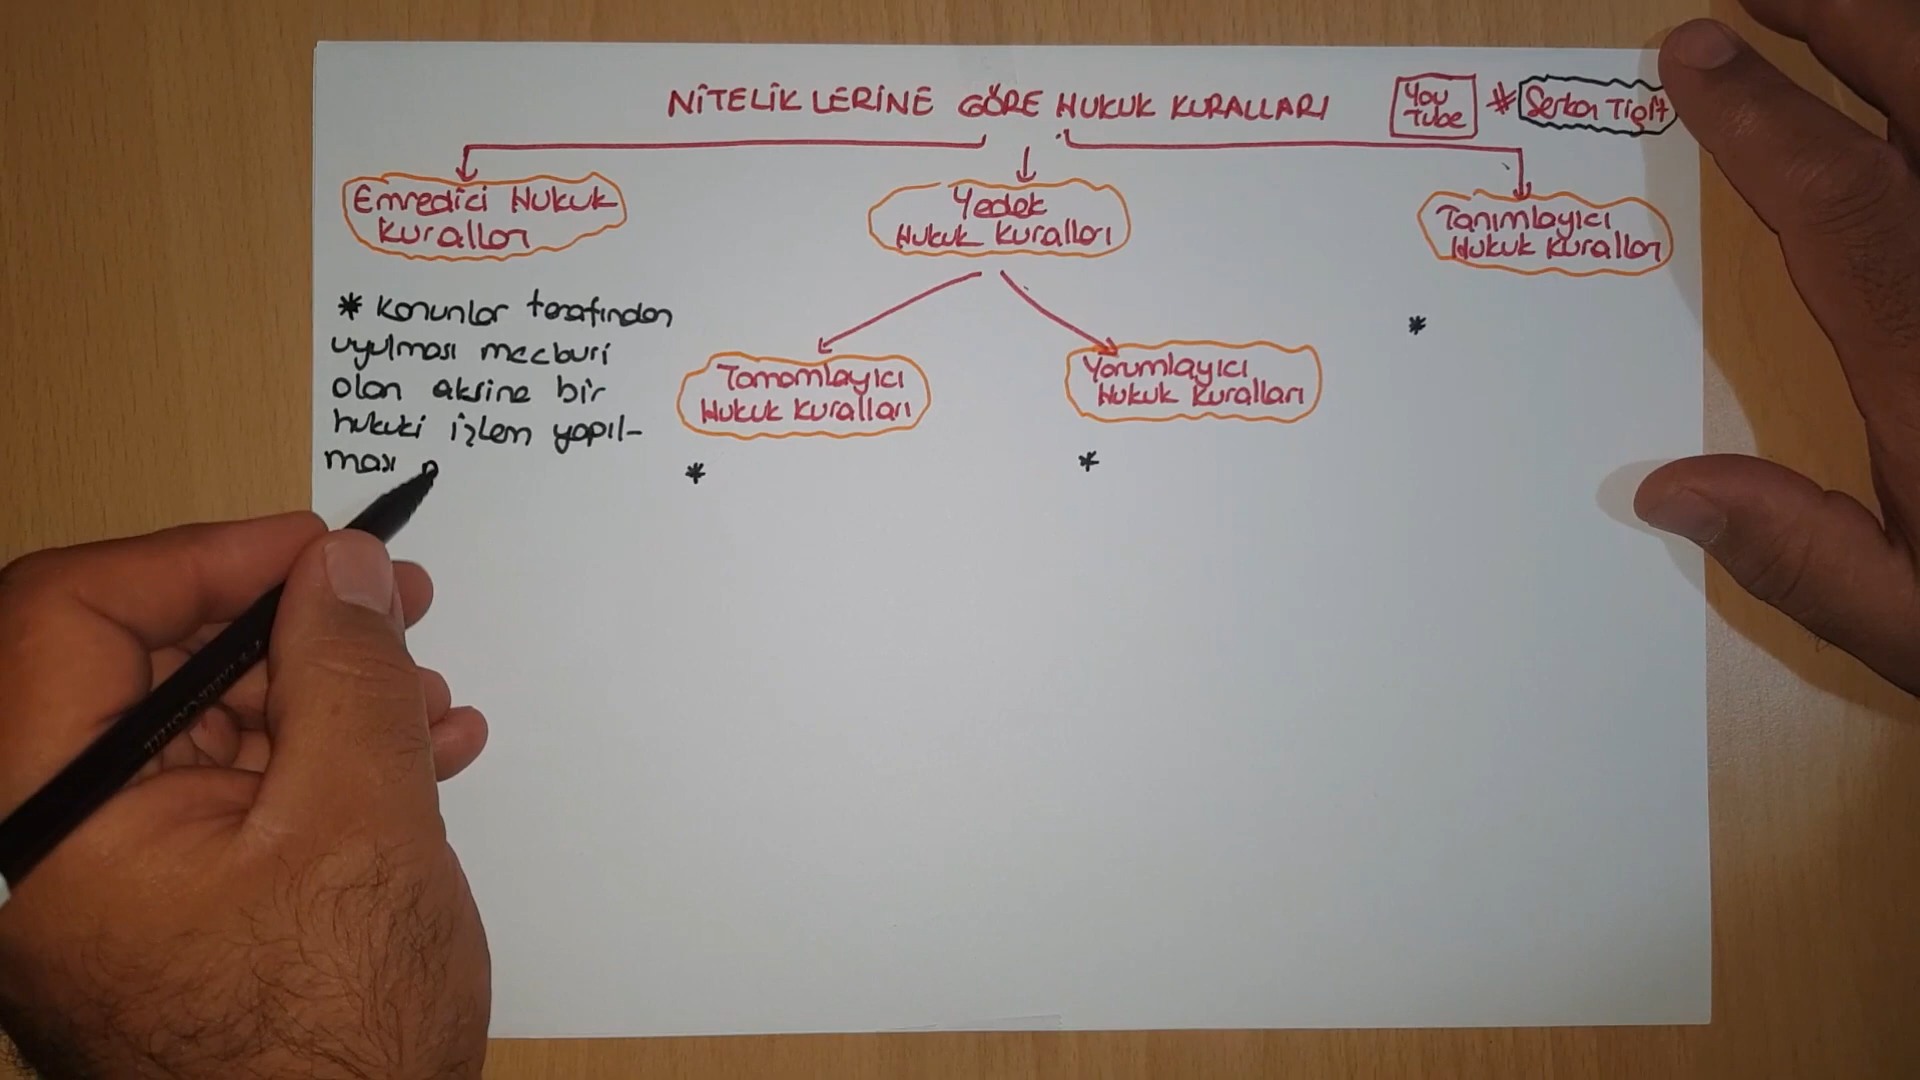 NİTELİKLERİNE GÖRE HUKUK KURALLARI
You
Tube
* Serkan Tigit
Emredici Hukuk
Kuralları
Yedek
Hukuk Kuralları
Tanımlayıcı
Hukuk Kuralları
Tamamlayıcı
Hukuk Kuralları
Yorumlayıcı
Hukuk Kuralları
* Kanunlar tarafından
uyulması mecburi
olan aksine bir
hukuki işlem yapıl-
ması
*
*
*